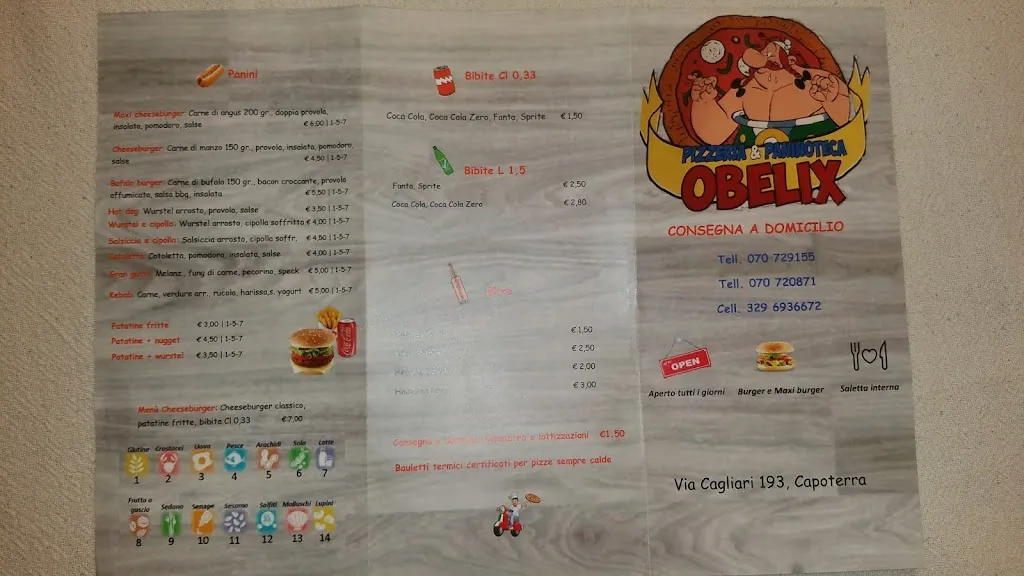 Panini
Maxi cheeseburger: Carne di angus 200 gr., doppia provola,
insalata, pomodoro, salse € 6,00 | 1-5-7
Cheeseburger: Carne di manzo 150 gr., provola, insalata, pomodoro,
salse € 4,50 | 1-5-7
Bufalo burger: Carne di bufalo 150 gr., bacon croccante, provola
affumicata, salsa bbq, insalata € 5,50 | 1-5-7
Hot dog: Wurstel arrosto, provola, salse € 3,50 | 1-5-7
Wurstel e cipolla: Wurstel arrosto, cipolla soffritta € 4,00 | 1-5-7
Salsiccia e cipolla: Salsiccia arrosto, cipolla soffr. € 4,50 | 1-5-7
Cotoletta: Cotoletta, pomodoro, insalata, salse € 4,00 | 1-5-7
Gran gusto: Melanz., fung di carne, pecorino, speck € 5,00 | 1-5-7
Kebab: Carne, verdure arr., rucola, harissa,s. yogurt € 5,00 | 1-5-7
Patatine fritte € 3,00 | 1-5-7
Patatine + nugget € 4,50 | 1-5-7
Patatine + wurstel € 3,50 | 1-5-7
Menù Cheeseburger: Cheeseburger classico,
patatine fritte, bibita Cl 0,33 €7,00
Glutine Crostacei Uova Pesce Arachidi Soia Latte
1 2 3 4 5 6 7
Frutta a guscio Sedano Senape Sesamo Solfiti Molluschi Lupini
8 9 10 11 12 13 14
Bibite Cl 0,33
Coca Cola, Coca Cola Zero, Fanta, Sprite € 1,50
Bibite L 1,5
Fanta, Sprite € 2,50
Coca Cola, Coca Cola Zero € 2,80
Birra
€ 1,50
€ 2,50
€ 2,00
€ 3,00
Consegna a Capoterra e lottizzazioni €1,50
Bauletti termici certificati per pizze sempre calde
PIZZERIA & PANINOTECA
OBELIX
CONSEGNA A DOMICILIO
Tell. 070 729155
Tell. 070 720871
Cell. 329 6936672
OPEN
Aperto tutti i giorni
Burger e Maxi burger
Saletta interna
Via Cagliari 193, Capoterra